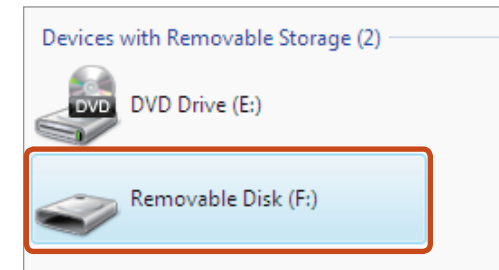 Devices with Removable Storage (2)
DVD
DVD Drive (E:)
Removable Disk (F:)